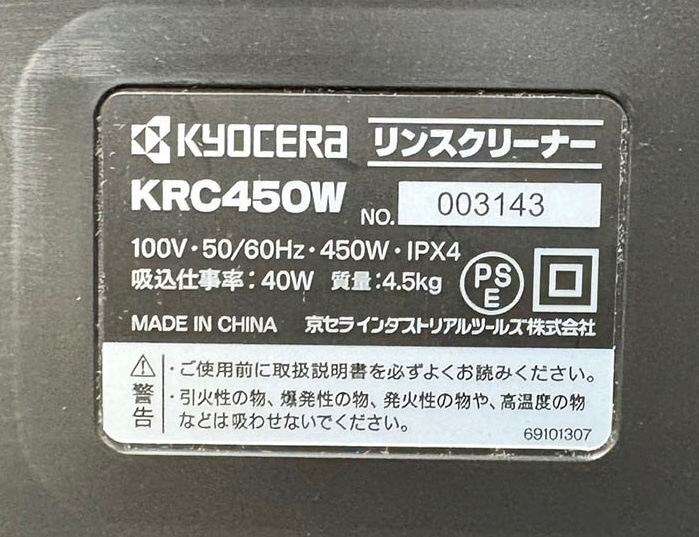 KYOCERA リンスクリーナー
KRC450W NO. 003143
100V・50/60Hz・450W・IPX4
吸込仕事率：40W 質量：4.5kg
PS
E
MADE IN CHINA 京セラインダストリアルツールズ株式会社
警告
・ご使用前に取扱説明書を必ずよくお読みください。
・引火性の物、爆発性の物、発火性の物や、高温度の物
などは吸わせないでください。
69101307